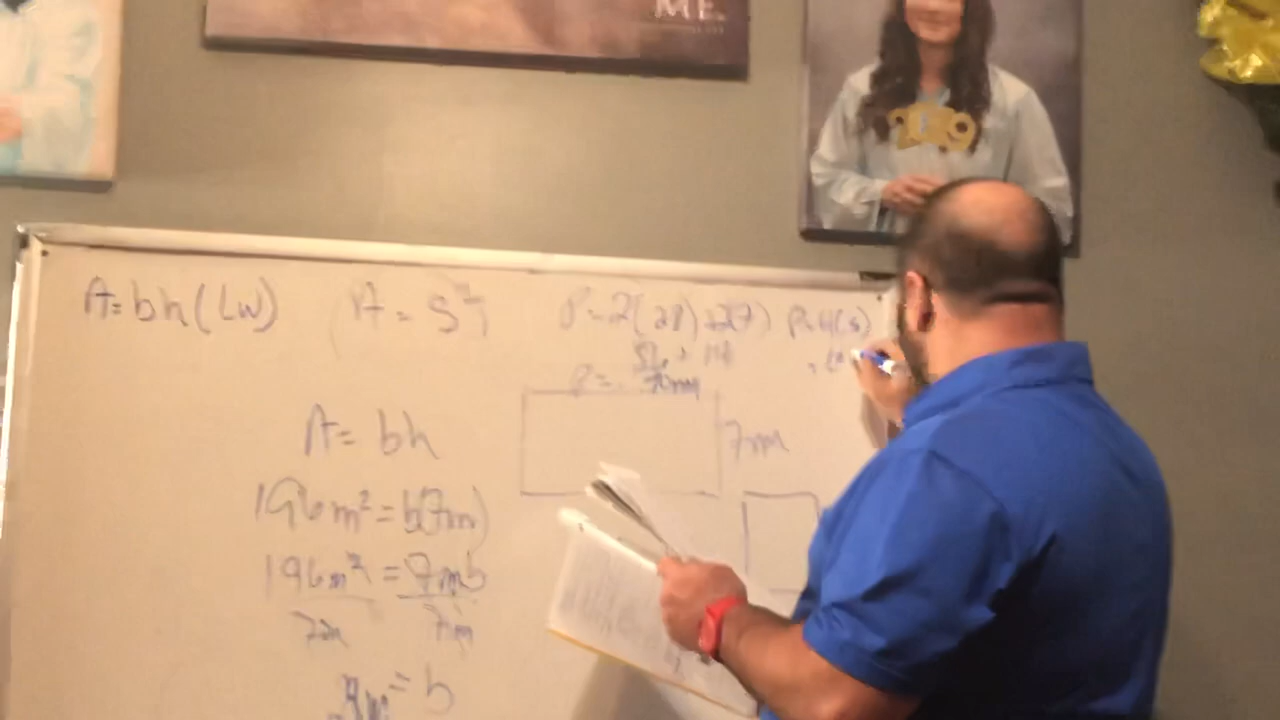 ME.
2019
A = bh (LW) A = S² P = 2(28) + 2(7) P = 4(s)
56 + 14
P = 70m
A = bh
7m
196m² = b(7m)
196m² = 7mb
7m 7m
= b